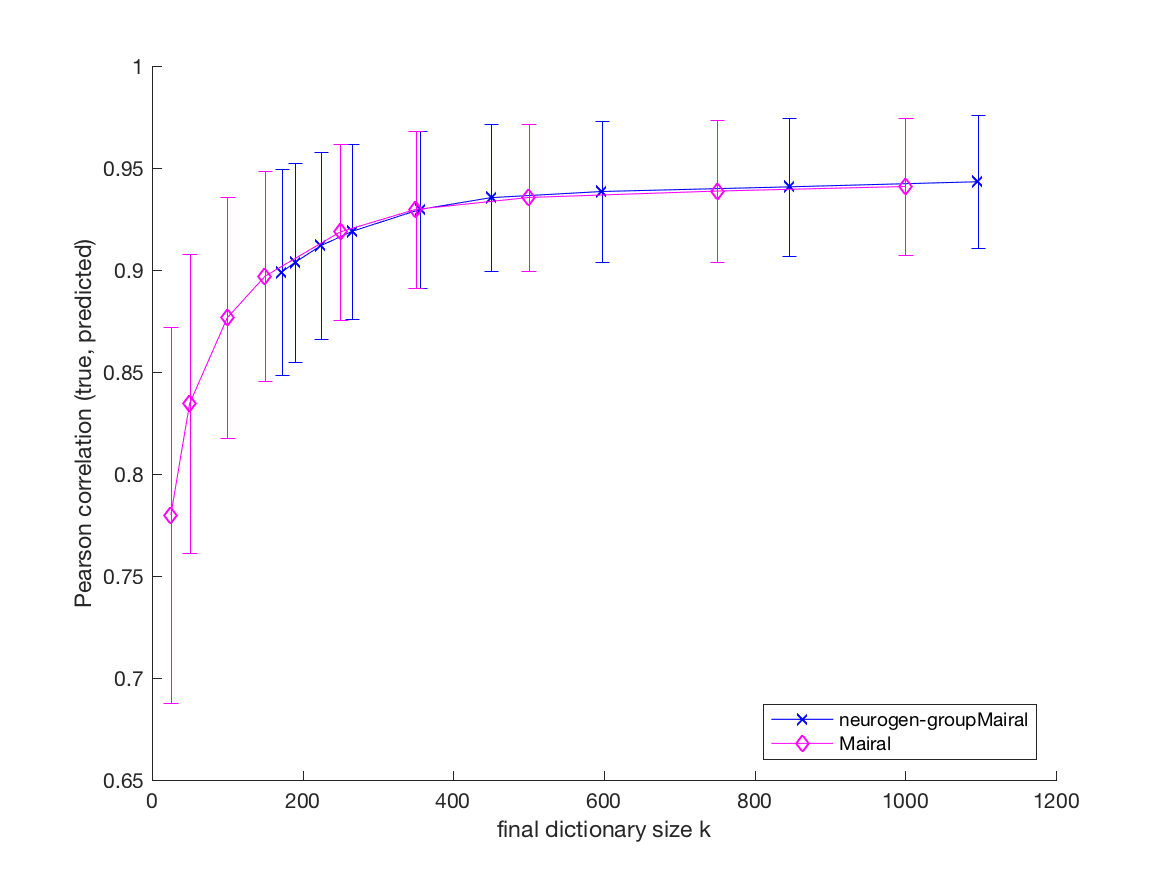 1
0.95
0.9
0.85
0.8
0.75
0.7
0.65
Pearson correlation (true, predicted)
0 200 400 600 800 1000 1200
final dictionary size k
neurogen-groupMairal
Mairal